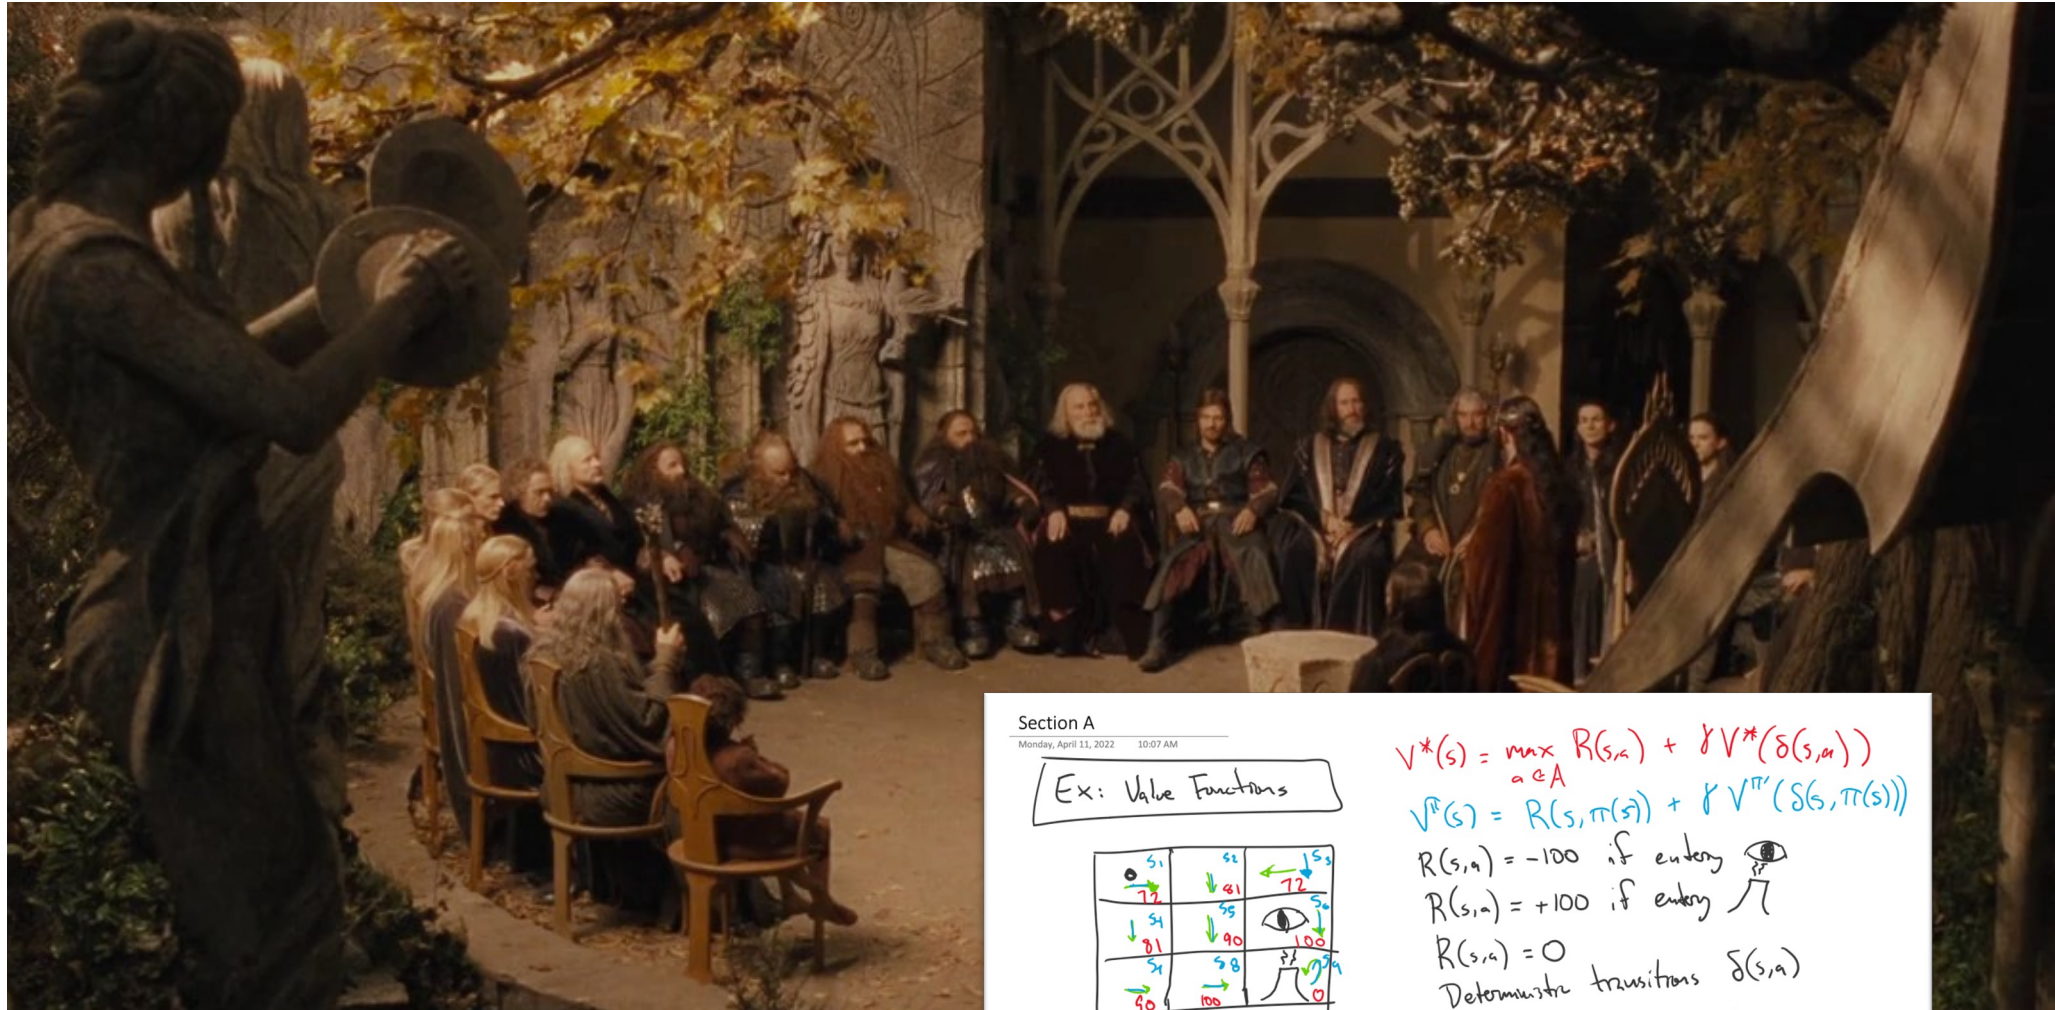 Section A
Monday, April 11, 2022 10:07 AM
Ex: Value Functions
V*(s) = max R(s,a) + γV*(δ(s,a))
a∈A
V^π(s) = R(s,π(s)) + γV^π(δ(s,π(s)))
R(s,a) = -100 if entering
R(s,a) = +100 if entering
R(s,a) = 0
Deterministic transitions δ(s,a)
S1 S2 S3
72 81 72
S4 S5 S6
81 90 100
S8 S9
90 100 0